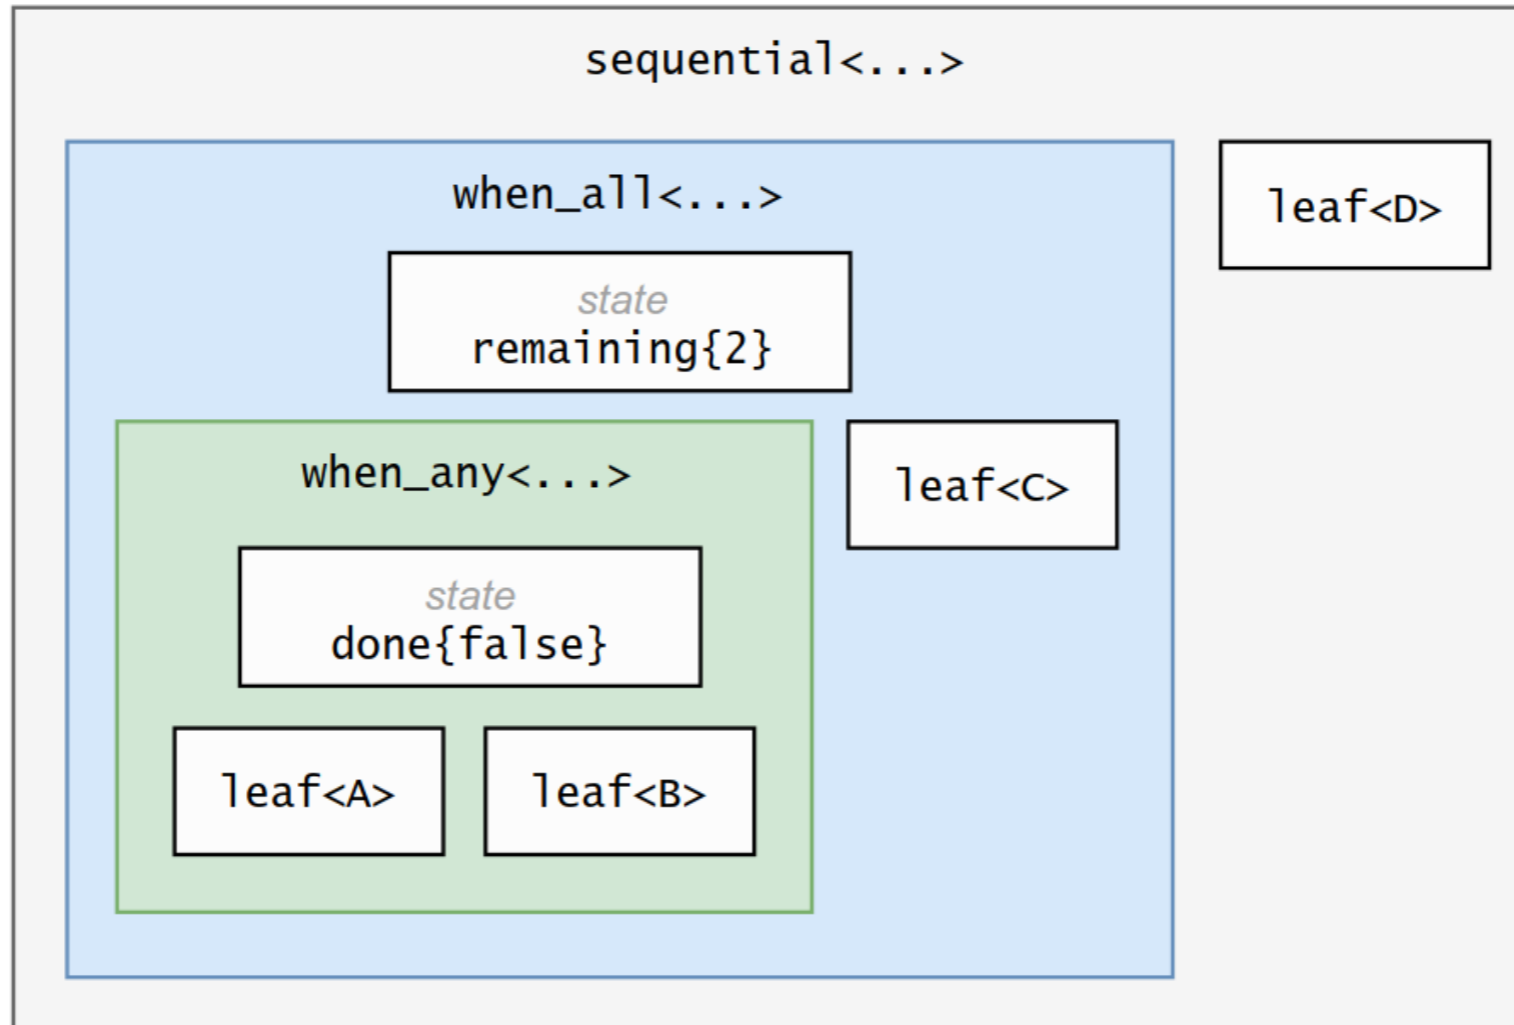 sequential<...>
when_all<...>
leaf<D>
state
remaining{2}
when_any<...>
leaf<C>
state
done{false}
leaf<A>
leaf<B>